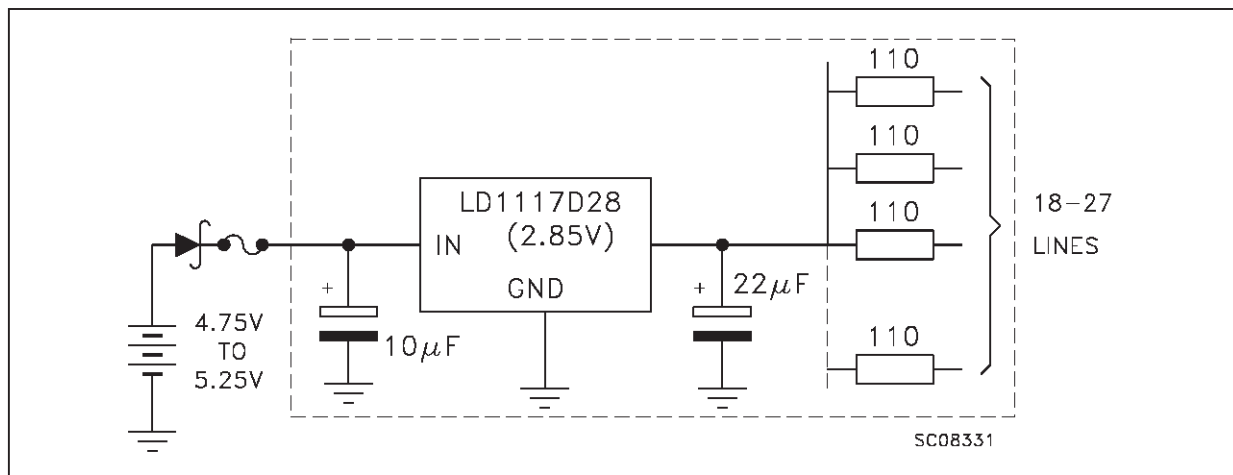 110
110
110
110
18-27
LINES
LD1117D28
(2.85V)
IN
GND
+
10μF
+
22μF
4.75V
TO
5.25V
SC08331